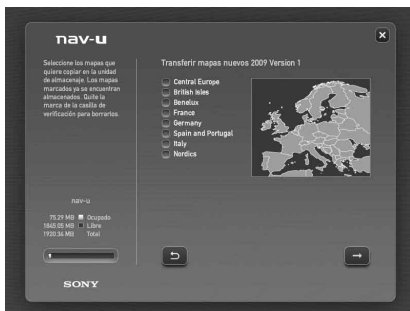 nav-u
Seleccione los mapas que
quiere copiar en la unidad
de almacenaje. Los mapas
marcados ya se encuentran
almacenados. Quite la
marca de la casilla de
verificación para borrarlos.
Transferir mapas nuevos 2009 Version 1
Central Europe
British Isles
Benelux
France
Germany
Spain and Portugal
Italy
Nordics
nav-u
75.29 MB Ocupado
1845.05 MB Libre
1920.34 MB Total
SONY